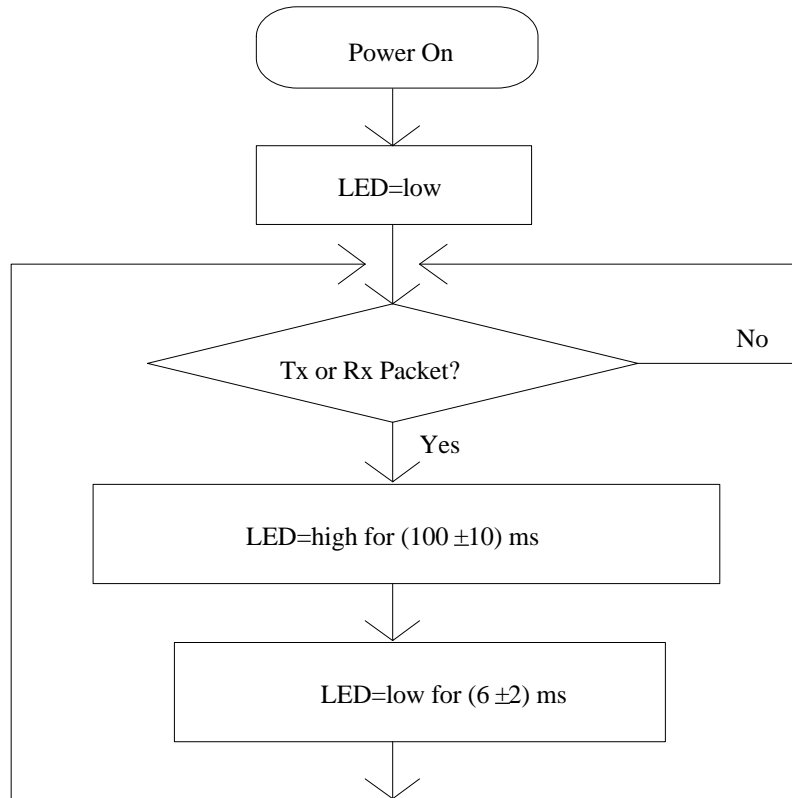 Power On
LED=low
No
Tx or Rx Packet?
Yes
LED=high for (100 ±10) ms
LED=low for (6 ±2) ms